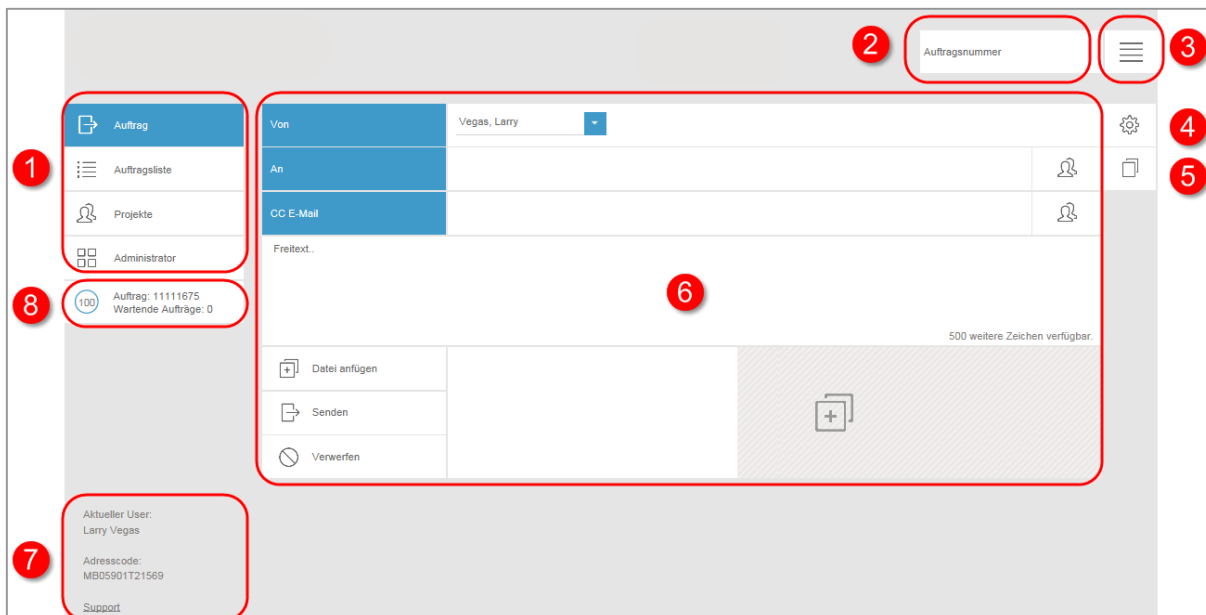 2
Auftragsnummer
3
1
Auftrag
Auftragsliste
Projekte
Administrator
8
100
Auftrag: 11111675
Wartende Aufträge: 0
Von
Vegas, Larry
4
An
5
CC E-Mail
Freitext..
6
500 weitere Zeichen verfügbar.
Datei anfügen
Senden
Verwerfen
7
Aktueller User:
Larry Vegas
Adresscode:
MB05901T21569
Support